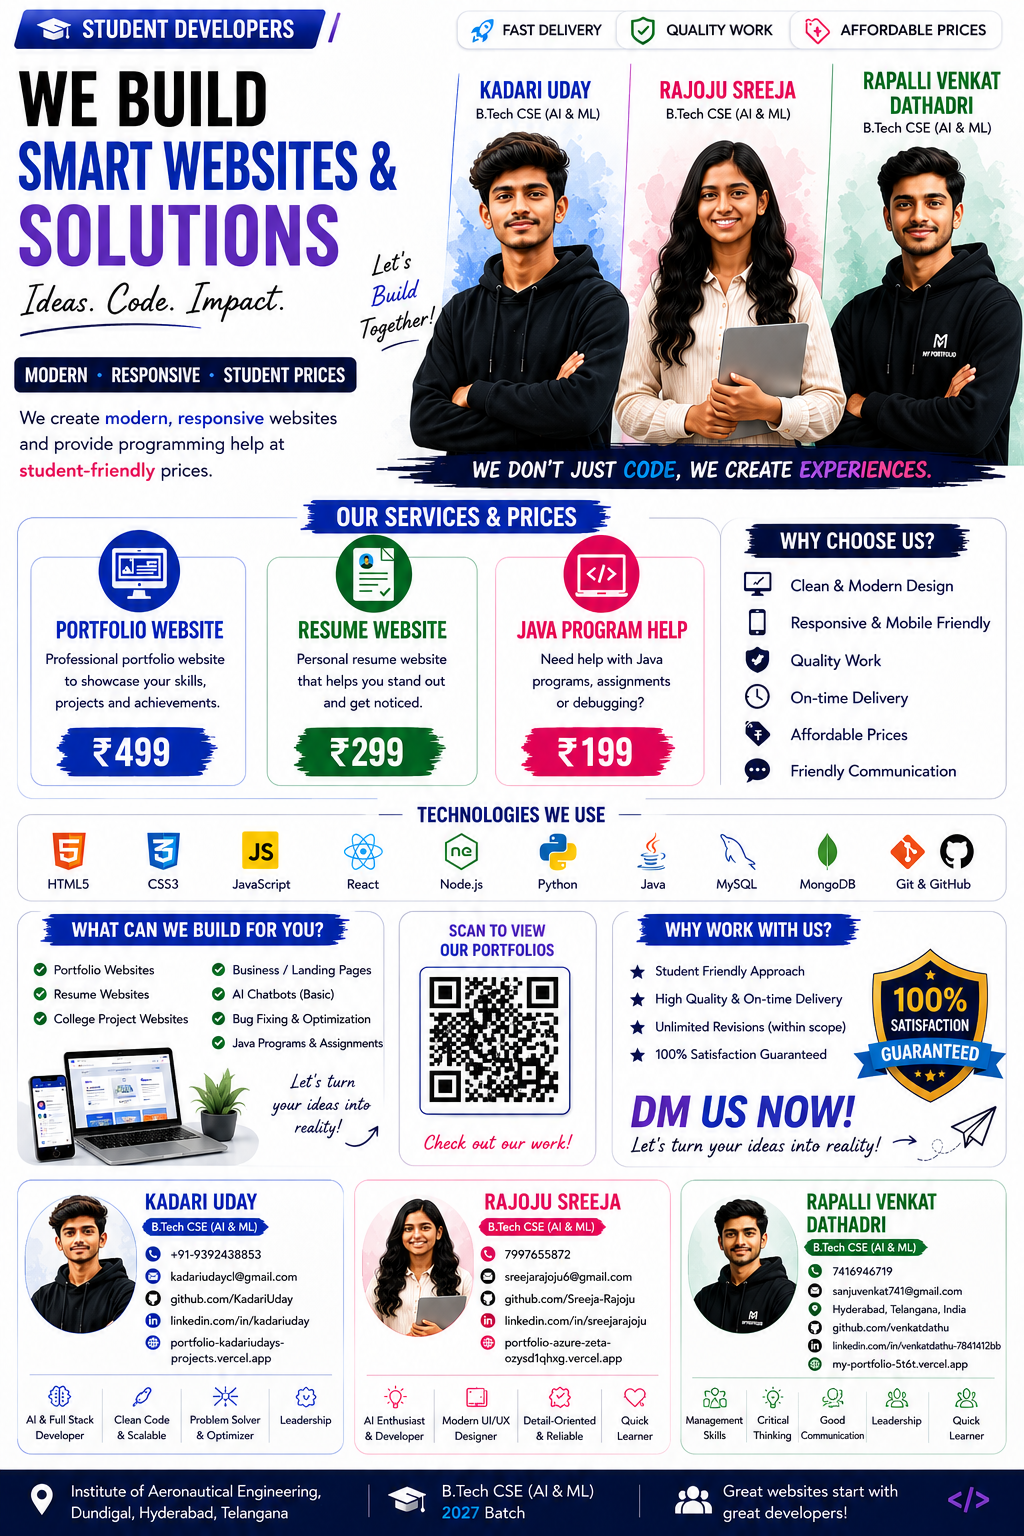 STUDENT DEVELOPERS
FAST DELIVERY
QUALITY WORK
AFFORDABLE PRICES
WE BUILD
SMART WEBSITES &
SOLUTIONS
Ideas. Code. Impact.
Let's
Build
Together!
KADARI UDAY
B.Tech CSE (AI & ML)
RAJOJU SREEJA
B.Tech CSE (AI & ML)
RAPALLI VENKAT
DATHADRI
B.Tech CSE (AI & ML)
MY PORTFOLIO
MODERN • RESPONSIVE • STUDENT PRICES
We create modern, responsive websites
and provide programming help at
student-friendly prices.
WE DON'T JUST CODE, WE CREATE EXPERIENCES.
OUR SERVICES & PRICES
PORTFOLIO WEBSITE
Professional portfolio website
to showcase your skills,
projects and achievements.
₹499
RESUME WEBSITE
Personal resume website
that helps you stand out
and get noticed.
₹299
</>
JAVA PROGRAM HELP
Need help with Java
programs, assignments
or debugging?
₹199
WHY CHOOSE US?
Clean & Modern Design
Responsive & Mobile Friendly
Quality Work
On-time Delivery
Affordable Prices
Friendly Communication
TECHNOLOGIES WE USE
HTML5
CSS3
JS
JavaScript
React
Node.js
Python
Java
MySQL
MongoDB
Git & GitHub
WHAT CAN WE BUILD FOR YOU?
Portfolio Websites
Resume Websites
College Project Websites
Business / Landing Pages
AI Chatbots (Basic)
Bug Fixing & Optimization
Java Programs & Assignments
Let's turn
your ideas into
reality!
SCAN TO VIEW
OUR PORTFOLIOS
Check out our work!
WHY WORK WITH US?
Student Friendly Approach
High Quality & On-time Delivery
Unlimited Revisions (within scope)
100% Satisfaction Guaranteed
100%
SATISFACTION
GUARANTEED
DM US NOW!
Let's turn your ideas into reality!
KADARI UDAY
B.Tech CSE (AI & ML)
+91-9392438853
kadariudaycl@gmail.com
github.com/KadariUday
linkedin.com/in/kadariuday
portfolio-kadariudays-
projects.vercel.app
AI & Full Stack
Developer
Clean Code
& Scalable
Problem Solver
& Optimizer
Leadership
RAJOJU SREEJA
B.Tech CSE (AI & ML)
7997655872
sreejarajoju6@gmail.com
github.com/Sreeja-Rajoju
linkedin.com/in/sreejarajoju
portfolio-azure-zeta-
ozysd1qhxg.vercel.app
AI Enthusiast
& Developer
Modern UI/UX
Designer
Detail-Oriented
& Reliable
Quick
Learner
RAPALLI VENKAT
DATHADRI
B.Tech CSE (AI & ML)
7416946719
sanjuvenkat741@gmail.com
Hyderabad, Telangana, India
github.com/venkatdathu
linkedin.com/in/venkatdathu-7841412bb
my-portfolio-5t6t.vercel.app
Management
Skills
Critical
Thinking
Good
Communication
Leadership
Quick
Learner
Institute of Aeronautical Engineering,
Dundigal, Hyderabad, Telangana
B.Tech CSE (AI & ML)
2027 Batch
Great websites start with
great developers!
</>